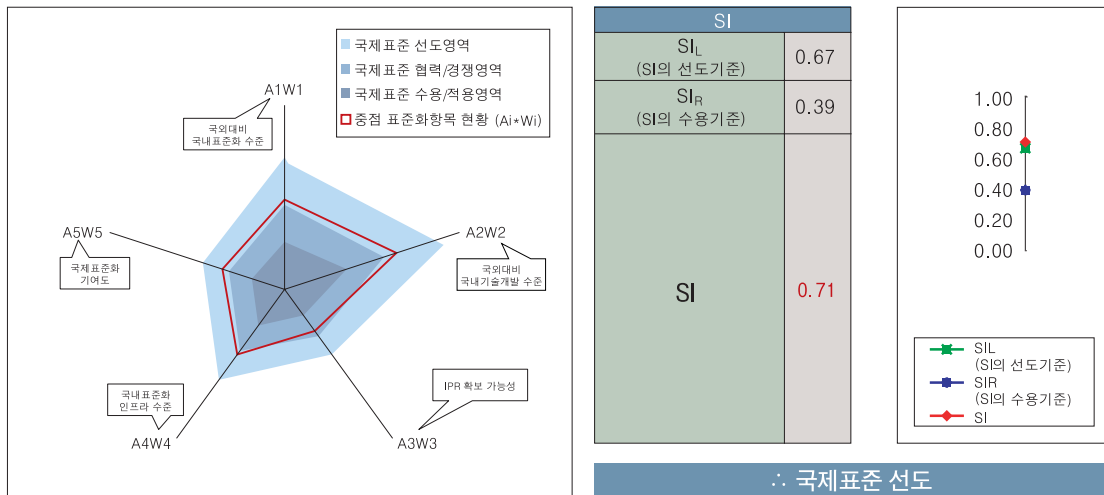 국제표준 선도영역
국제표준 협력/경쟁영역
국제표준 수용/적용영역
중점 표준화항목 현황 (Ai*Wi)
A1W1
국외대비
국내표준화 수준
A2W2
국외대비
국내기술개발 수준
A5W5
국제표준화
기여도
국내표준화
인프라 수준
A4W4
IPR 확보 가능성
A3W3
SI
SIL
(SI의 선도기준)
0.67
SIR
(SI의 수용기준)
0.39
SI
0.71
1.00
0.80
0.60
0.40
0.20
0.00
SIL
(SI의 선도기준)
SIR
(SI의 수용기준)
SI
∴ 국제표준 선도